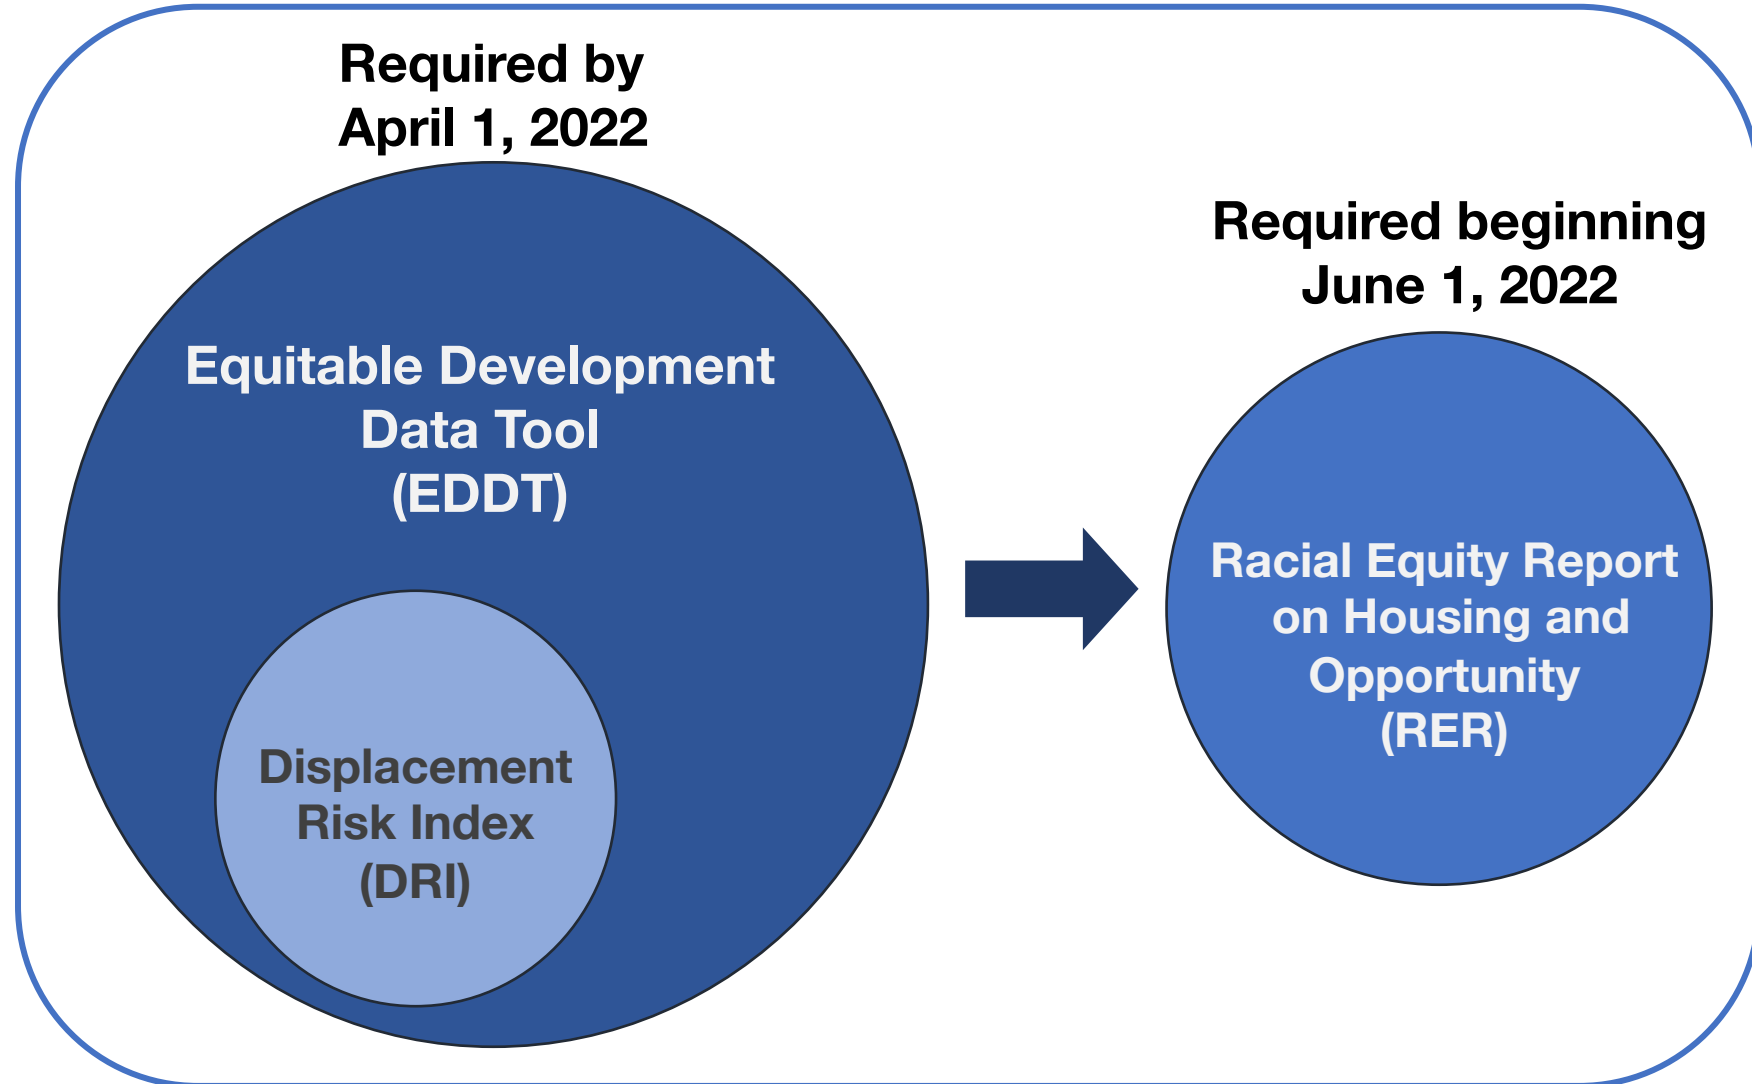 Required by
April 1, 2022
Equitable Development
Data Tool
(EDDT)
Displacement
Risk Index
(DRI)
Required beginning
June 1, 2022
Racial Equity Report
on Housing and
Opportunity
(RER)